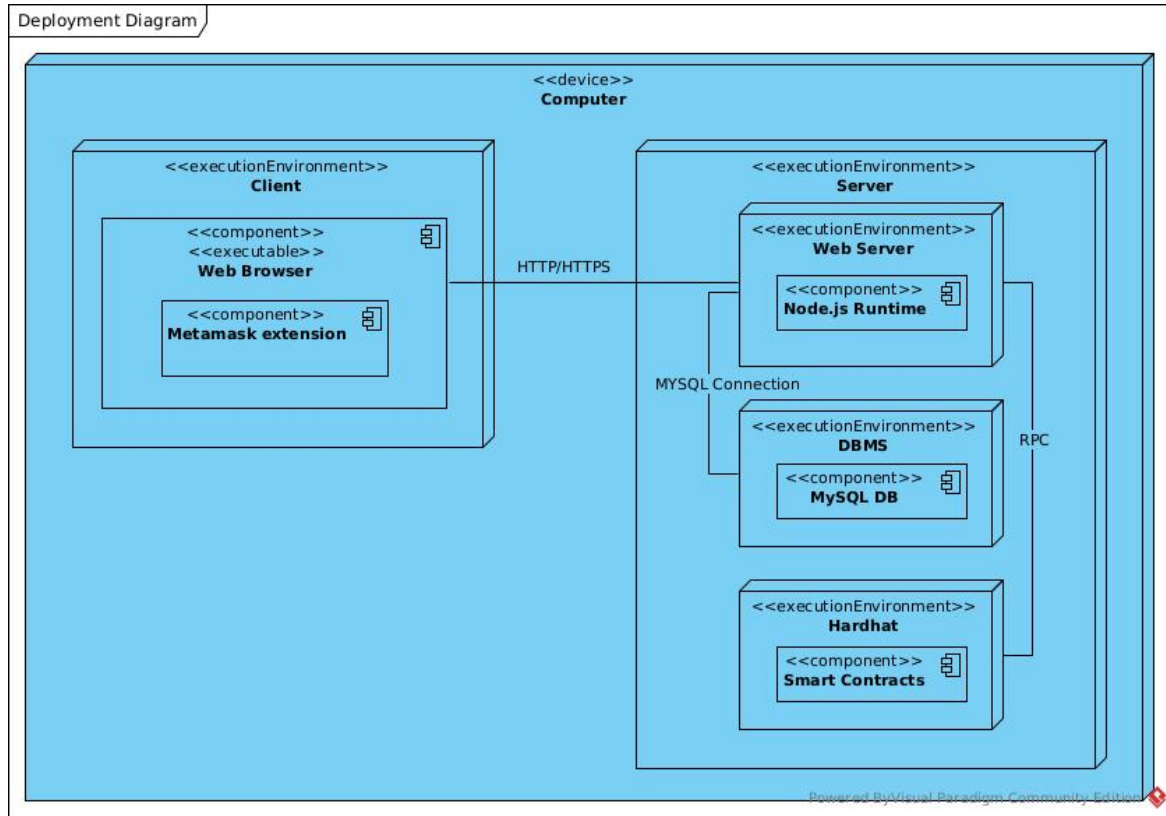 Deployment Diagram
<<device>>
Computer
<<executionEnvironment>>
Client
<<component>>
<<executable>>
Web Browser
<<component>>
Metamask extension
HTTP/HTTPS
<<executionEnvironment>>
Server
<<executionEnvironment>>
Web Server
<<component>>
Node.js Runtime
MYSQL Connection
<<executionEnvironment>>
DBMS
<<component>>
MySQL DB
RPC
<<executionEnvironment>>
Hardhat
<<component>>
Smart Contracts
Powered ByVisual Paradigm Community Edition